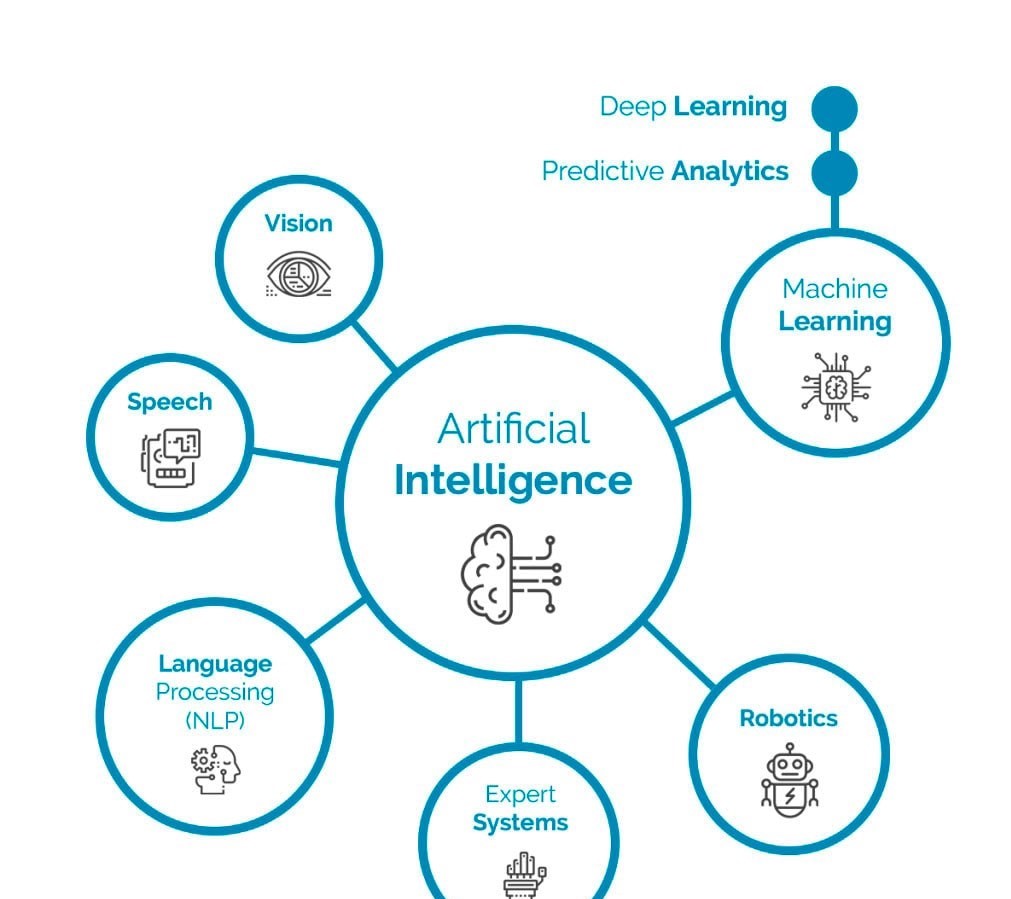 Deep Learning
Predictive Analytics
Vision
Machine
Learning
Speech
Artificial
Intelligence
Language
Processing
(NLP)
Robotics
Expert
Systems